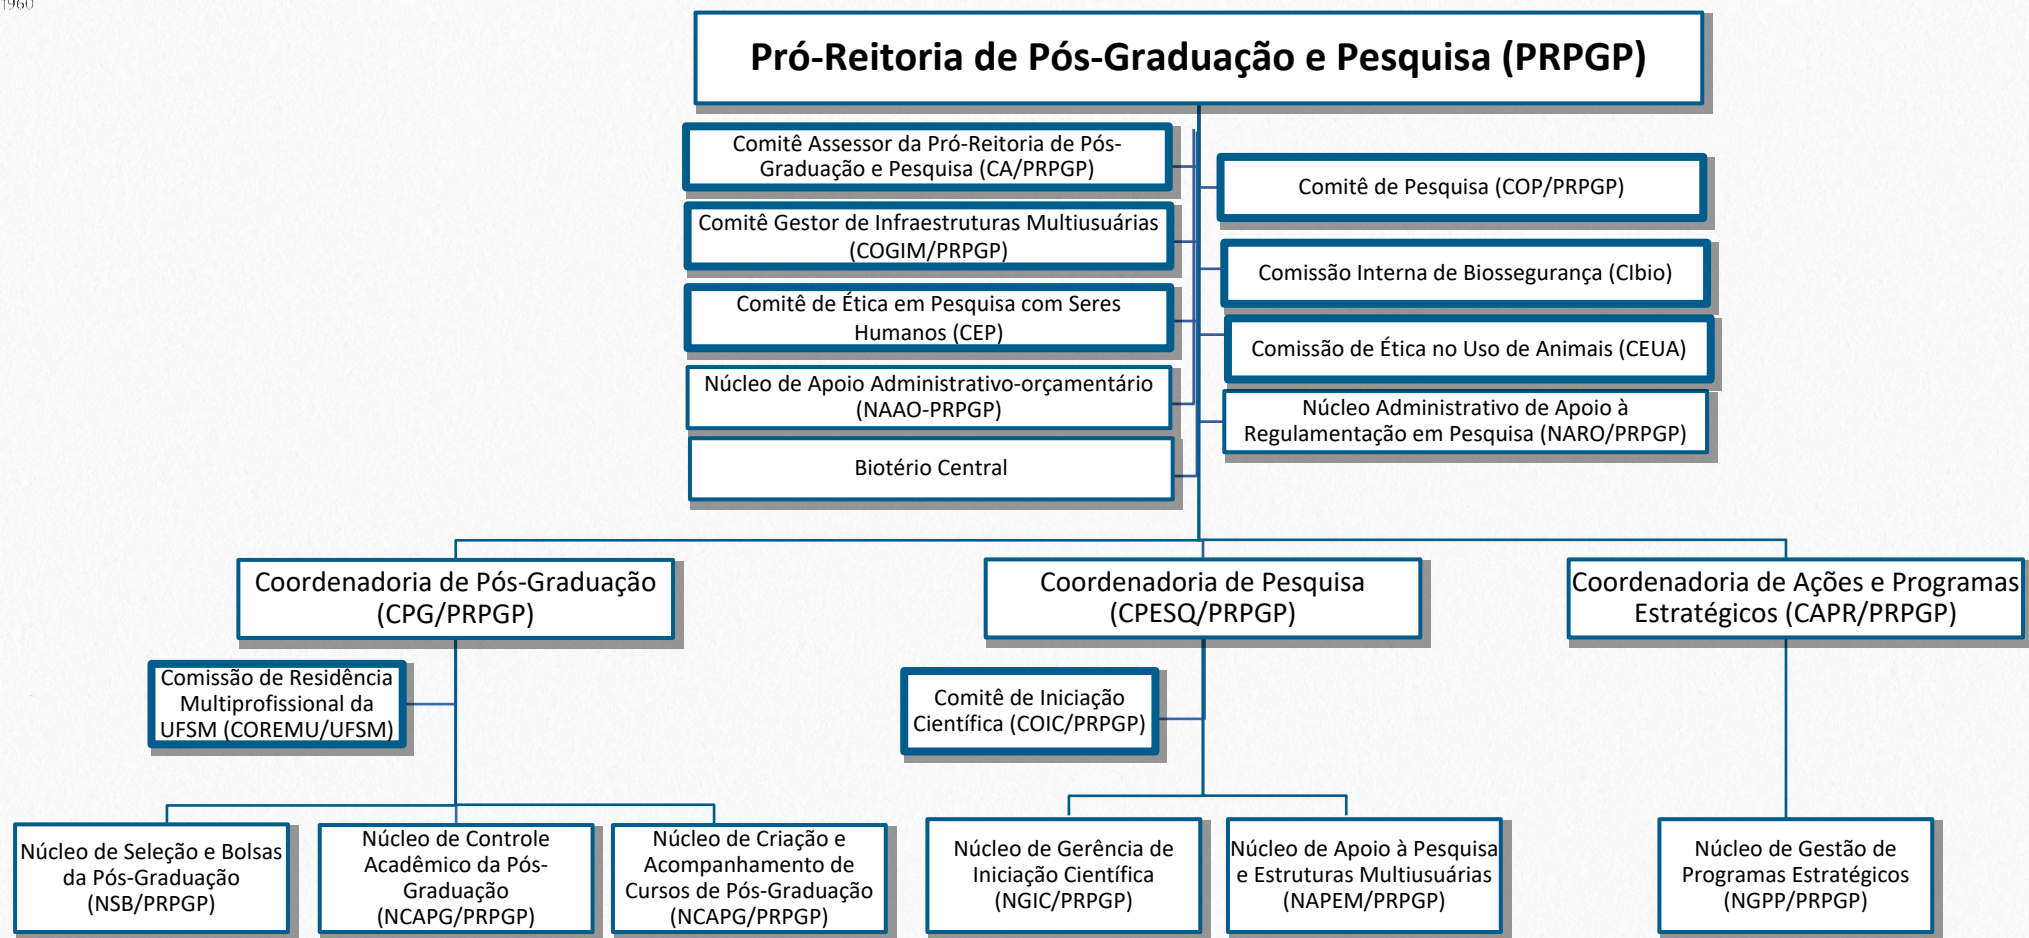 1960
Pró-Reitoria de Pós-Graduação e Pesquisa (PRPGP)
Comitê Assessor da Pró-Reitoria de Pós-
Graduação e Pesquisa (CA/PRPGP)
Comitê de Pesquisa (COP/PRPGP)
Comitê Gestor de Infraestruturas Multiusuárias
(COGIM/PRPGP)
Comissão Interna de Biossegurança (CIbio)
Comitê de Ética em Pesquisa com Seres
Humanos (CEP)
Comissão de Ética no Uso de Animais (CEUA)
Núcleo de Apoio Administrativo-orçamentário
(NAAO-PRPGP)
Núcleo Administrativo de Apoio à
Regulamentação em Pesquisa (NARO/PRPGP)
Biotério Central
Coordenadoria de Pós-Graduação
(CPG/PRPGP)
Coordenadoria de Pesquisa
(CPESQ/PRPGP)
Coordenadoria de Ações e Programas
Estratégicos (CAPR/PRPGP)
Comissão de Residência
Multiprofissional da
UFSM (COREMU/UFSM)
Comitê de Iniciação
Científica (COIC/PRPGP)
Núcleo de Seleção e Bolsas
da Pós-Graduação
(NSB/PRPGP)
Núcleo de Controle
Acadêmico da Pós-
Graduação
(NCAPG/PRPGP)
Núcleo de Criação e
Acompanhamento de
Cursos de Pós-Graduação
(NCAPG/PRPGP)
Núcleo de Gerência de
Iniciação Científica
(NGIC/PRPGP)
Núcleo de Apoio à Pesquisa
e Estruturas Multiusuárias
(NAPEM/PRPGP)
Núcleo de Gestão de
Programas Estratégicos
(NGPP/PRPGP)